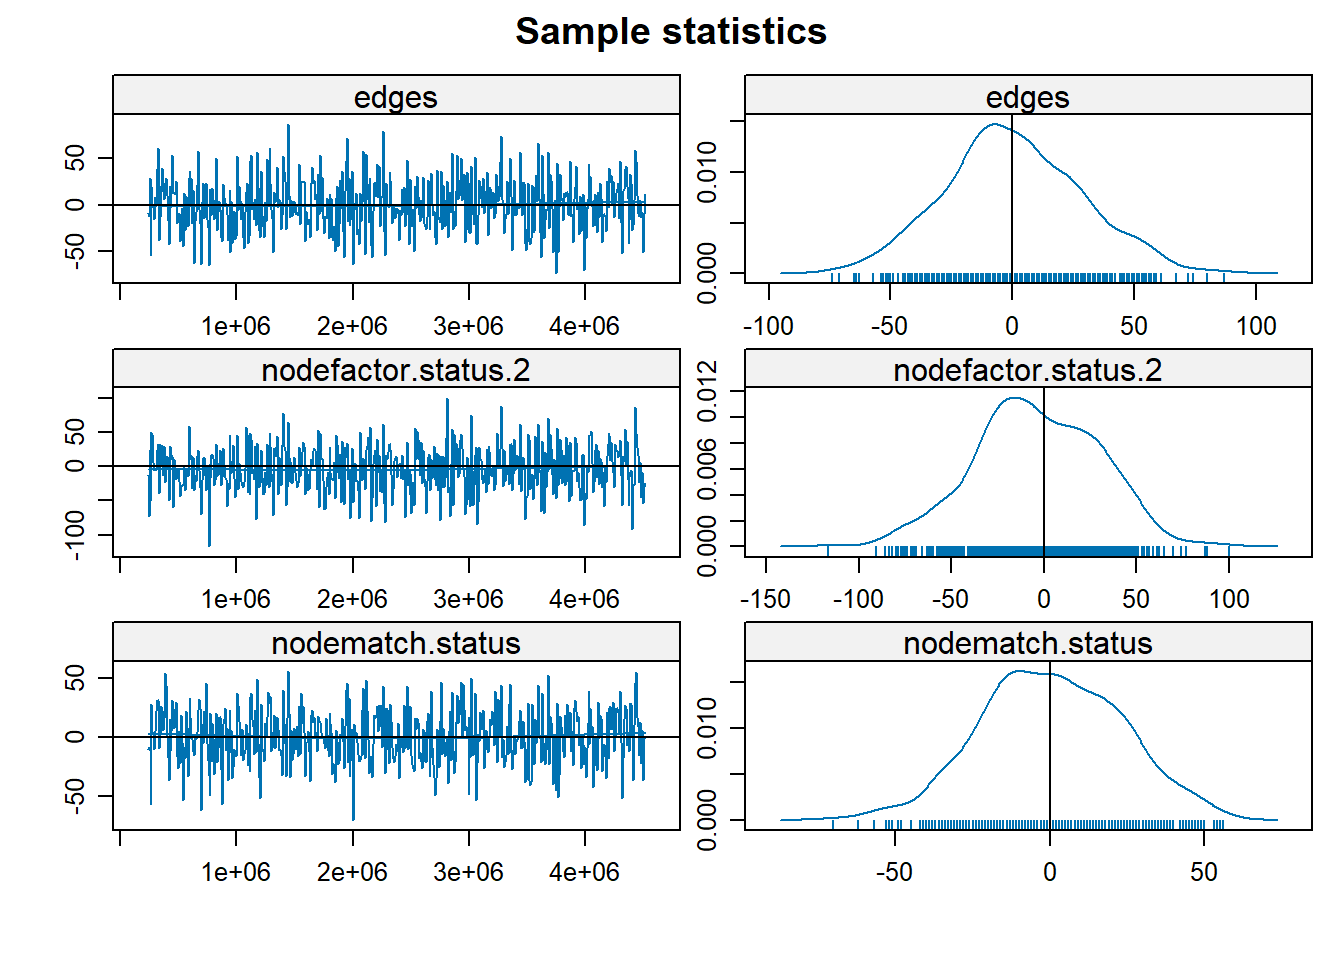 Sample statistics
edges
edges
50
0
-50
1e+06 2e+06 3e+06 4e+06
0.010
0.000
-100 -50 0 50 100
nodefactor.status.2
nodefactor.status.2
50
0
-100
1e+06 2e+06 3e+06 4e+06
0.012
0.006
0.000
-150 -100 -50 0 50 100
nodematch.status
nodematch.status
50
0
-50
1e+06 2e+06 3e+06 4e+06
0.010
0.000
-50 0 50